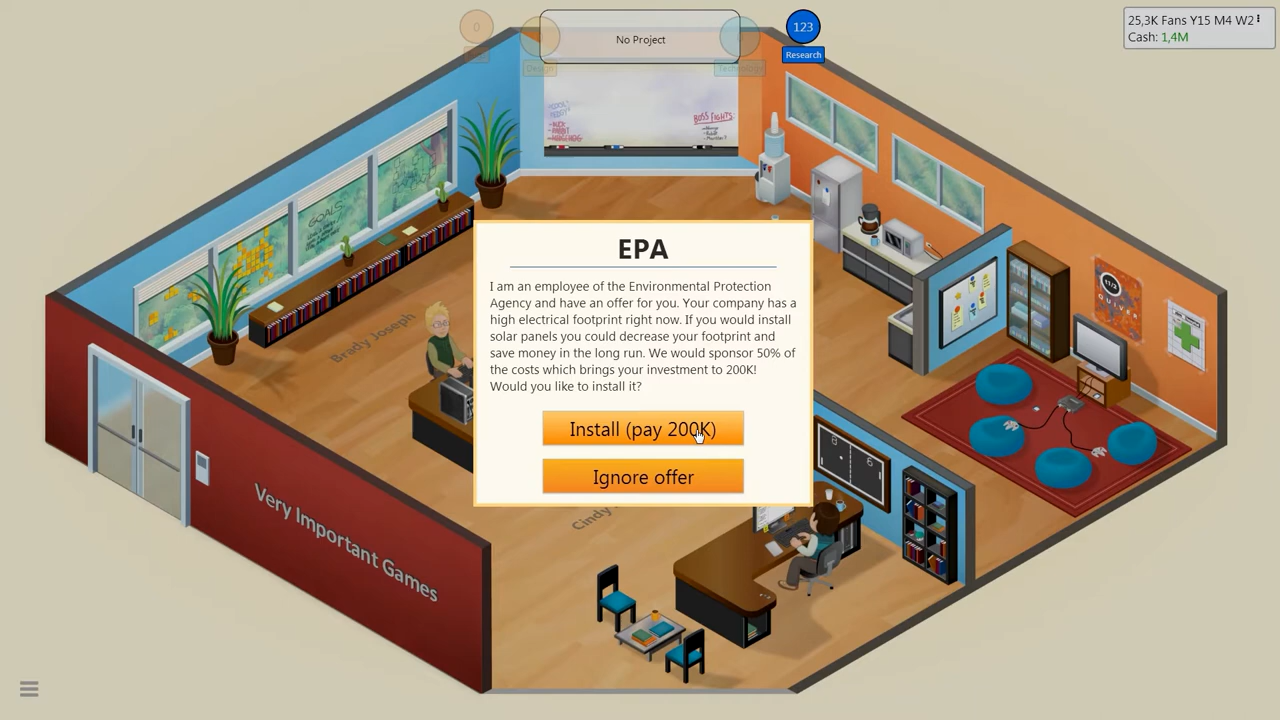 No Project
123
Research
25,3K Fans Y15 M4 W2
Cash: 1,4M
0
Design
Technology
BOSS FIGHTS:
GOALS
Brady Joseph
EPA
I am an employee of the Environmental Protection
Agency and have an offer for you. Your company has a
high electrical footprint right now. If you would install
solar panels you could decrease your footprint and
save money in the long run. We would sponsor 50% of
the costs which brings your investment to 200K!
Would you like to install it?
Install (pay 200K)
Ignore offer
Cindy
Very Important Games